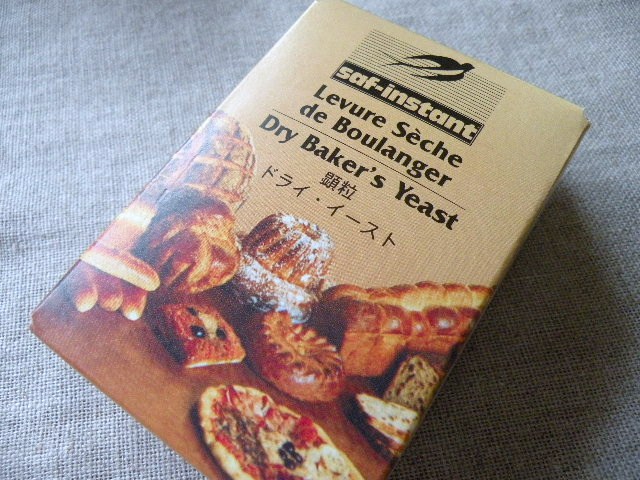 saf-instant
Levure Sèche
de Boulanger
Dry Baker's Yeast
顆粒
ドライ・イースト